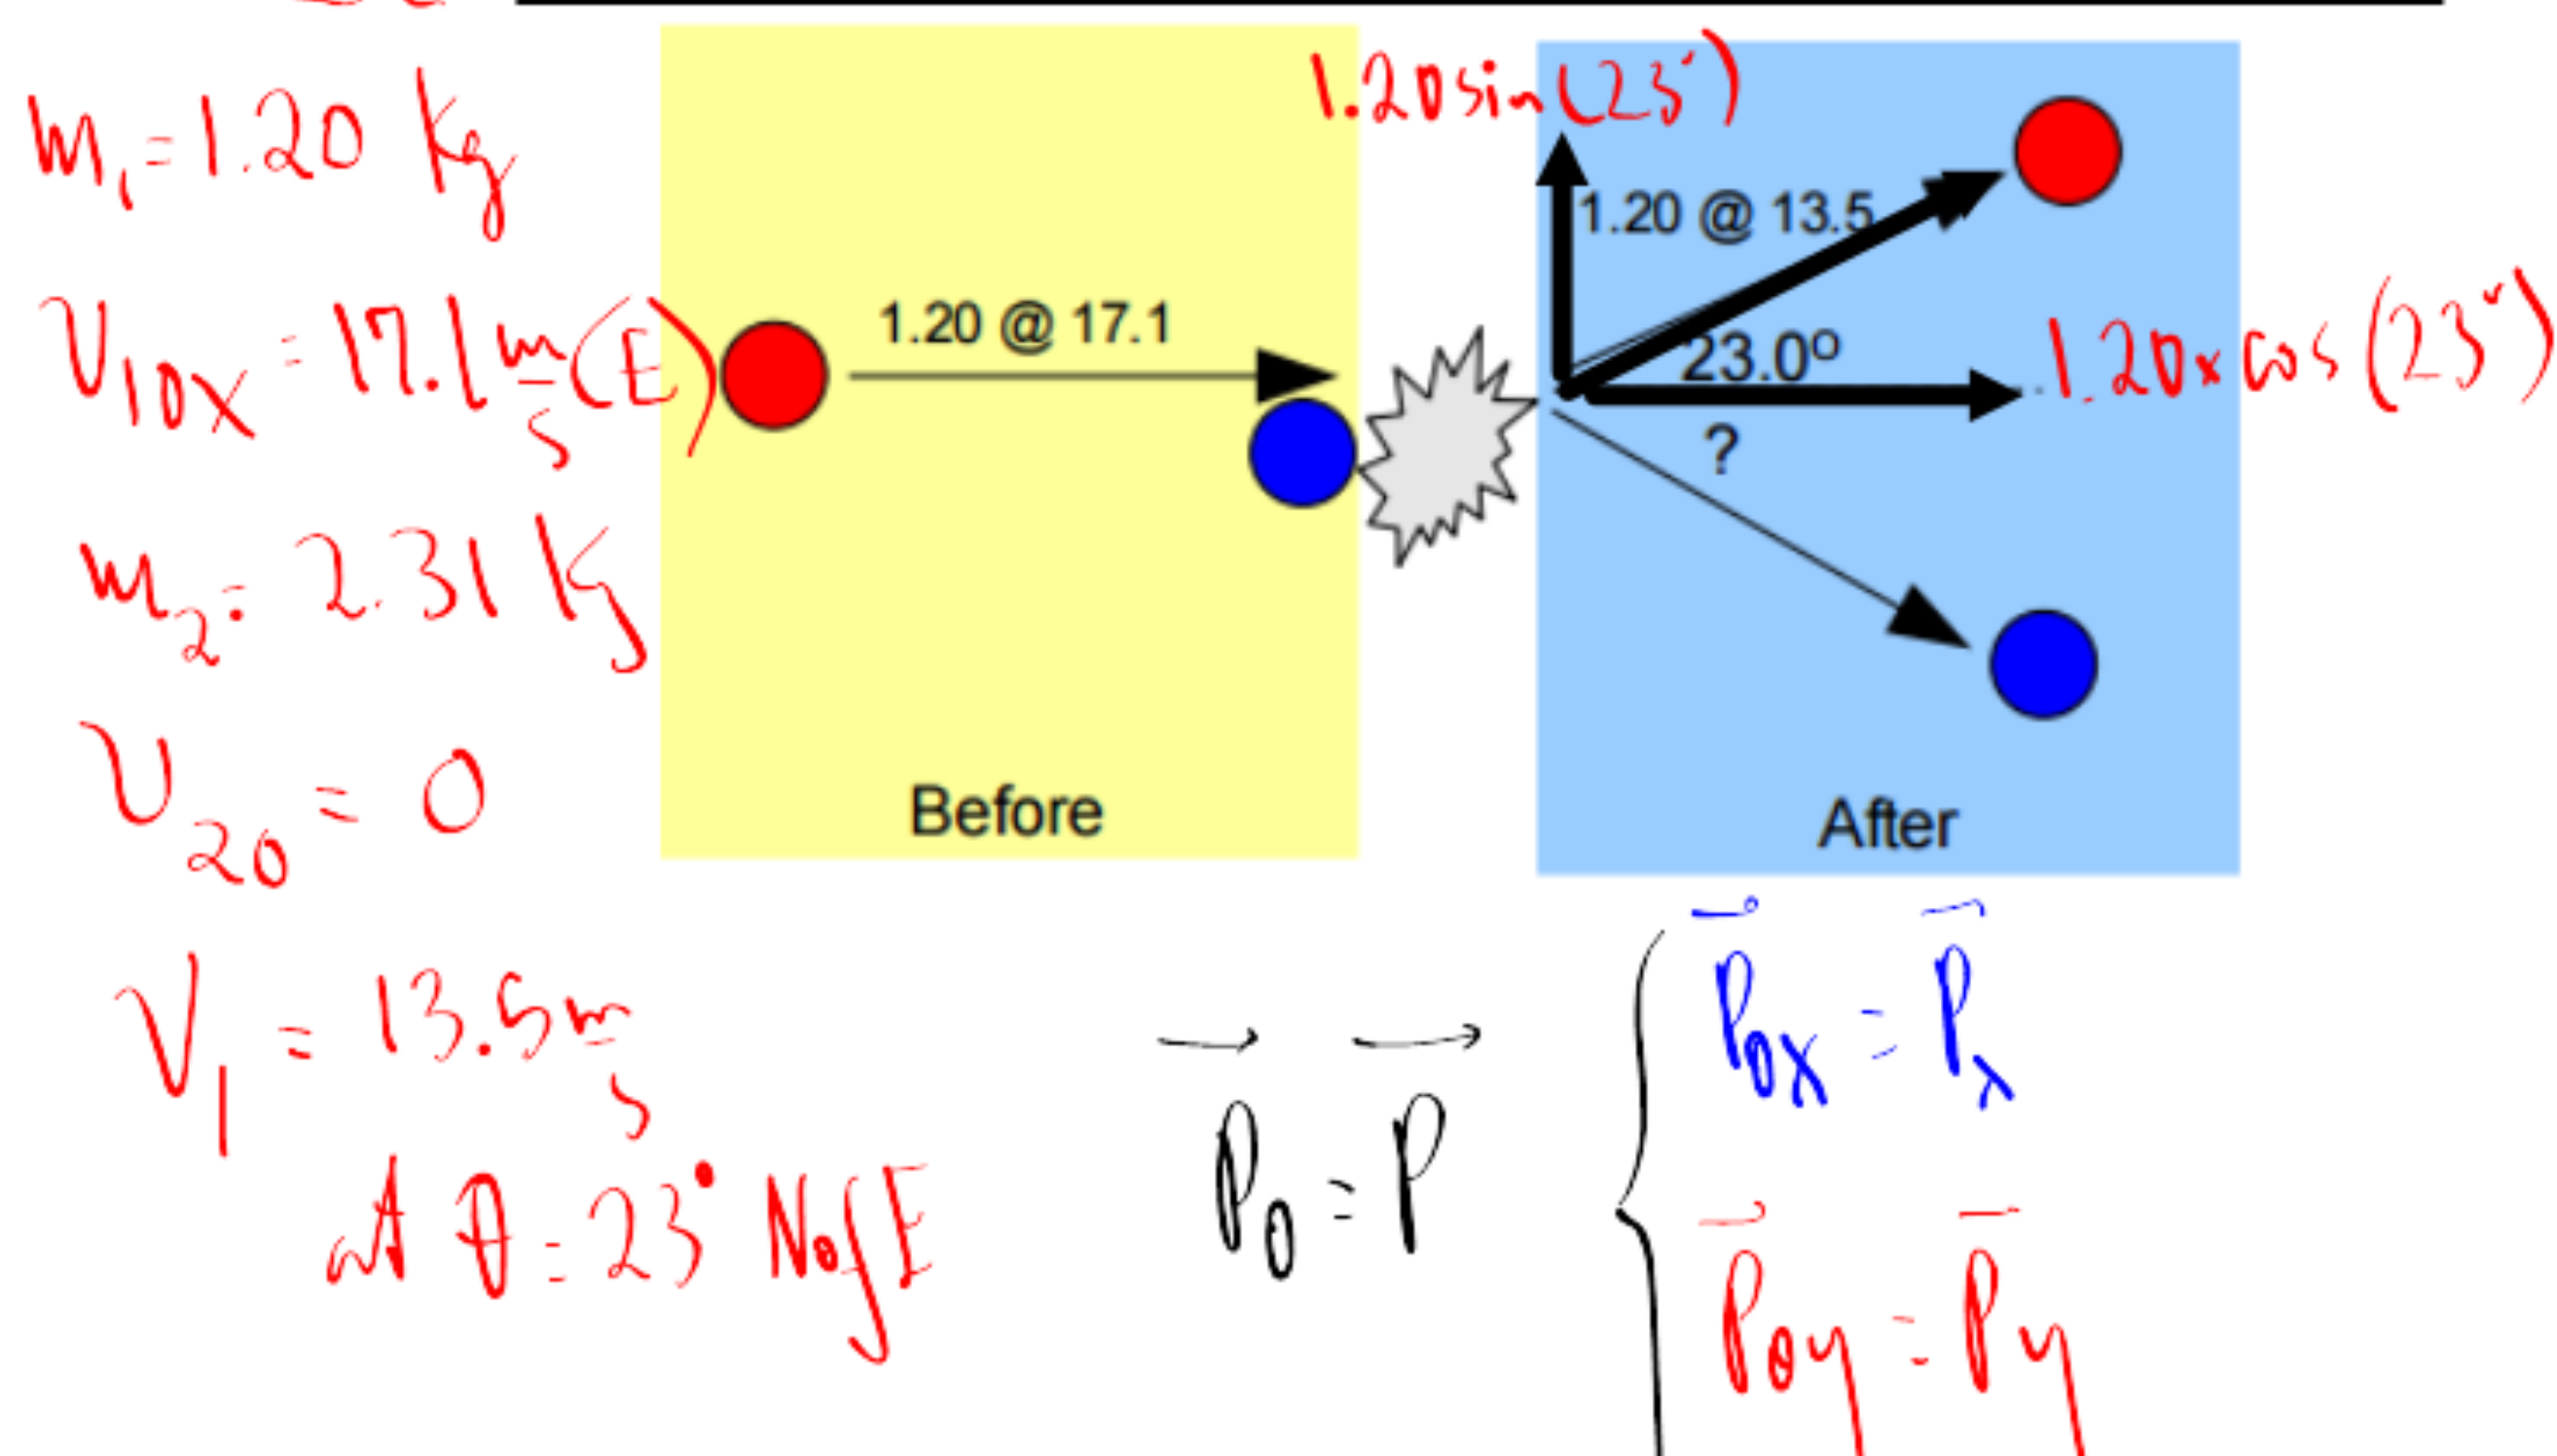 m₁ = 1.20 kg
1.20 sin(23°)
1.20 @ 13.5
V₁₀ₓ = 17.1 m/s (E)
1.20 @ 17.1
23.0º
1.20 x cos(23°)
?
m₂ = 2.31 kg
V₂₀ = 0
Before
After
V₁ = 13.5 m/s
at θ = 23° N of E
P₀ = P
P₀ₓ = Pₓ
P₀y = Py